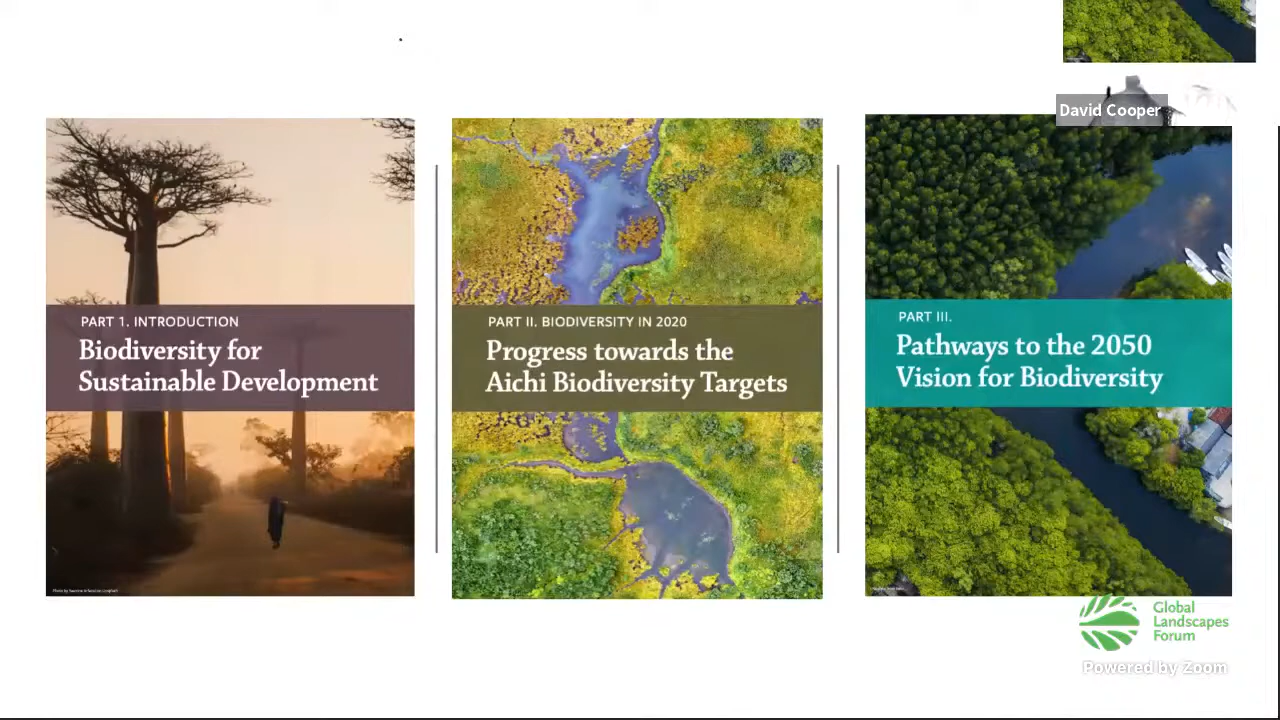 David Cooper
PART 1. INTRODUCTION
Biodiversity for
Sustainable Development
PART II. BIODIVERSITY IN 2020
Progress towards the
Aichi Biodiversity Targets
PART III.
Pathways to the 2050
Vision for Biodiversity
Global
Landscapes
Forum
Powered by Zoom